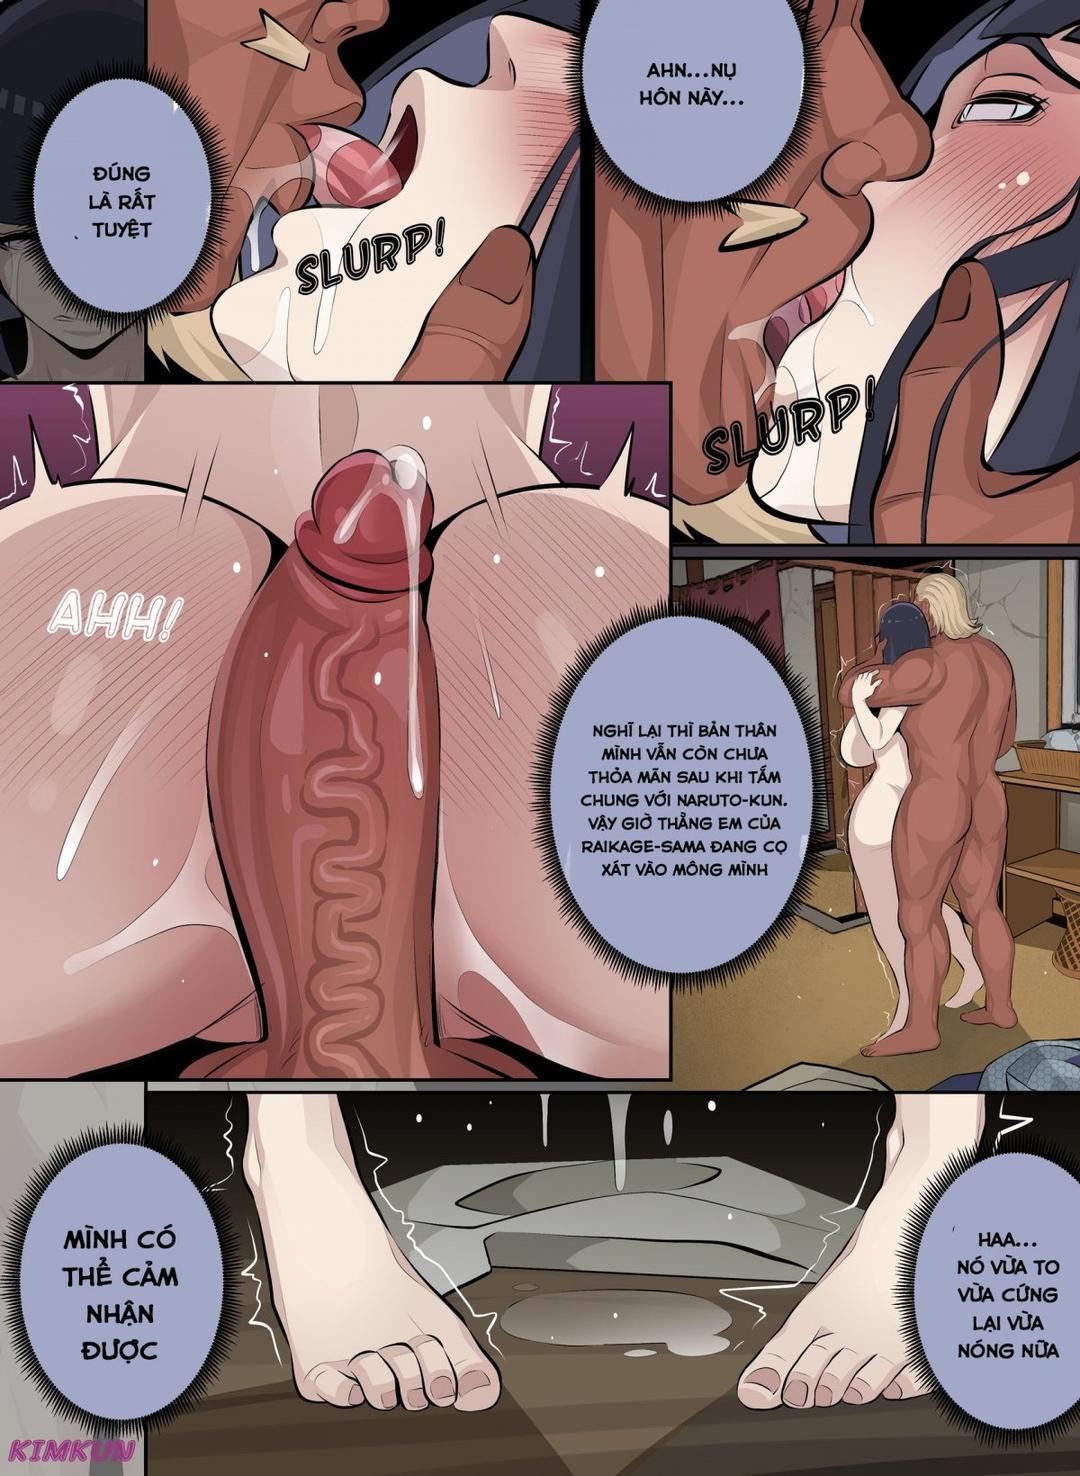 ĐÚNG
LÀ RẤT
TUYỆT
SLURP!
AHN...NỤ
HÔN NÀY...
SLURP!
AHH!
NGHĨ LẠI THÌ BẢN THÂN
MÌNH VẪN CÒN CHƯA
THỎA MÃN SAU KHI TẮM
CHUNG VỚI NARUTO-KUN.
VẬY GIỜ THẰNG EM CỦA
RAIKAGE-SAMA ĐANG CỌ
XÁT VÀO MÔNG MÌNH
MÌNH CÓ
THỂ CẢM
NHẬN
ĐƯỢC
HAA...
NÓ VỪA TO
VỪA CỨNG
LẠI VỪA
NÓNG NỮA
KIMKUN